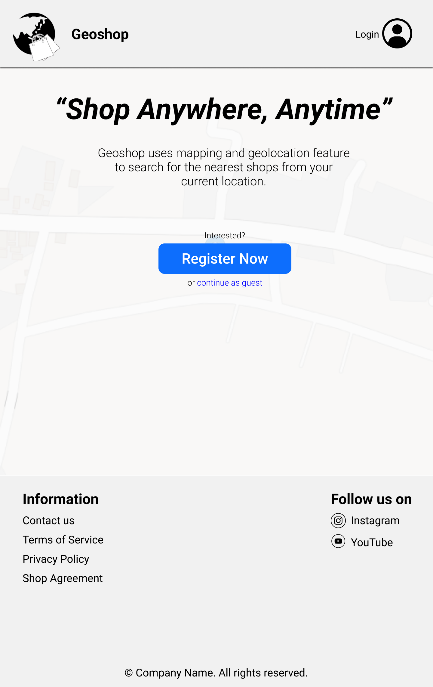 Geoshop
Login
“Shop Anywhere, Anytime”
Geoshop uses mapping and geolocation feature
to search for the nearest shops from your
current location.
Interested?
Register Now
or continue as guest
Information
Contact us
Terms of Service
Privacy Policy
Shop Agreement
Follow us on
Instagram
YouTube
© Company Name. All rights reserved.